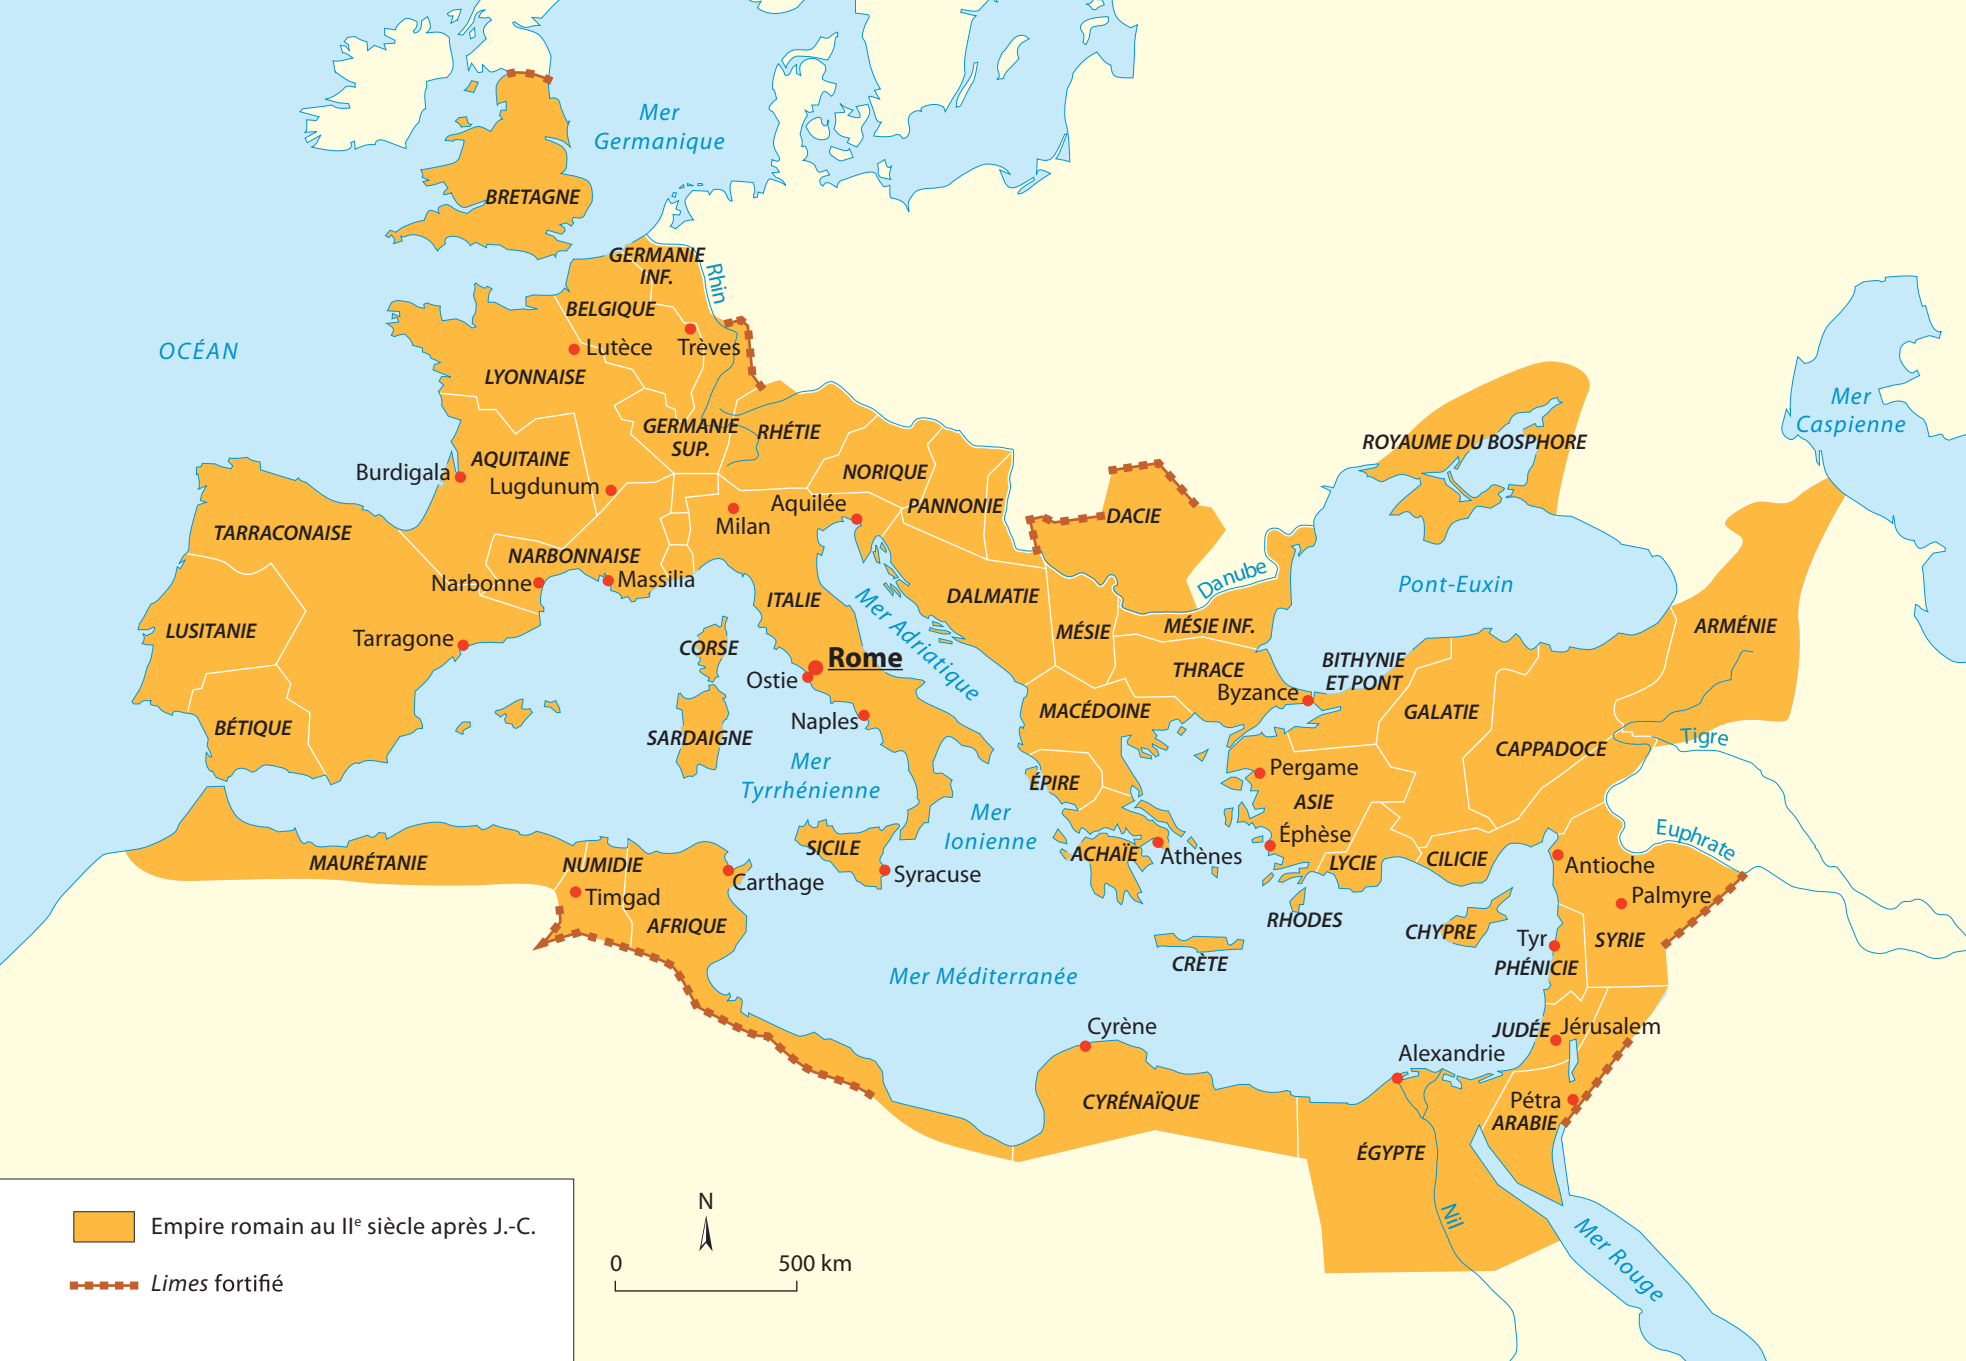 Mer
Germanique
BRETAGNE
GERMANIE
INF.
Rhin
BELGIQUE
OCÉAN
Lutèce
Trèves
LYONNAISE
Mer
Caspienne
GERMANIE
SUP.
RHÉTIE
ROYAUME DU BOSPHORE
AQUITAINE
Burdigala
Lugdunum
NORIQUE
PANNONIE
Aquilée
Milan
DACIE
TARRACONAISE
NARBONNAISE
Narbonne
Massilia
Danube
Pont-Euxin
ITALIE
Mer Adriatique
DALMATIE
LUSITANIE
Tarragone
CORSE
MÉSIE
MÉSIE INF.
ARMÉNIE
Rome
Ostie
THRACE
Byzance
BITHYNIE
ET PONT
BÉTIQUE
Naples
MACÉDOINE
GALATIE
SARDAIGNE
CAPPADOCE
Tigre
Mer
Tyrrhénienne
ÉPIRE
Pergame
ASIE
Mer
Ionienne
Éphèse
Euphrate
MAURÉTANIE
NUMIDIE
SICILE
ACHAÏE
Athènes
LYCIE
CILICIE
Antioche
Timgad
Carthage
Syracuse
Palmyre
AFRIQUE
RHODES
CHYPRE
Tyr
SYRIE
CRÈTE
PHÉNICIE
Mer Méditerranée
Cyrène
JUDÉE
Jérusalem
Alexandrie
CYRÉNAÏQUE
Pétra
ARABIE
ÉGYPTE
Nil
Mer Rouge
Empire romain au IIe siècle après J.-C.
Limes fortifié
N
0 500 km